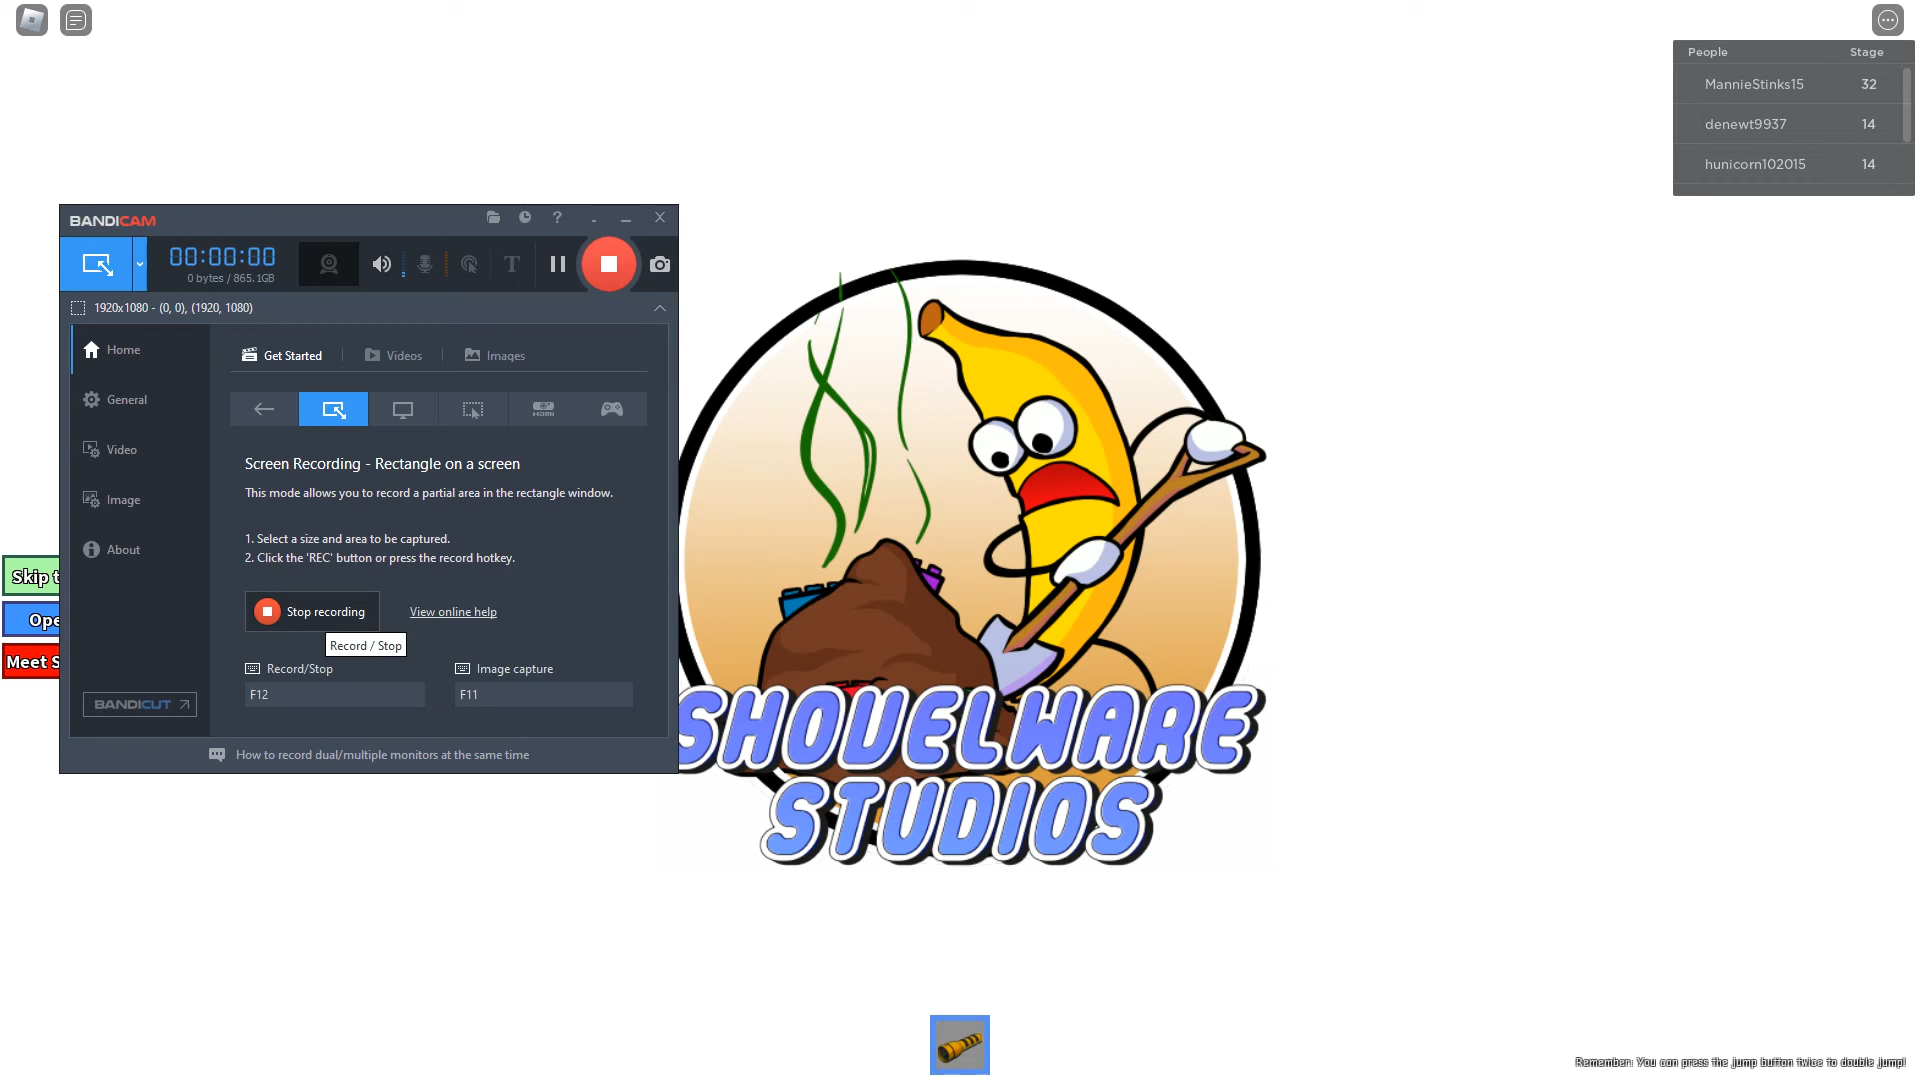 People Stage
MannieStinks15 32
denewt9937 14
hunicorn102015 14
BANDICAM
?
00:00:00
0 bytes / 865.1GB
T
1920x1080 - (0, 0), (1920, 1080)
Home
General
Video
Image
About
BANDICUT
Get Started
Videos
Images
HDMI
Screen Recording - Rectangle on a screen
This mode allows you to record a partial area in the rectangle window.
1. Select a size and area to be captured.
2. Click the 'REC' button or press the record hotkey.
Stop recording
View online help
Record / Stop
Record/Stop
Image capture
F12
F11
How to record dual/multiple monitors at the same time
Skip t
Ope
Meet S
SHOVELWARE
STUDIOS
Remember: You can press the jump button twice to double jump!